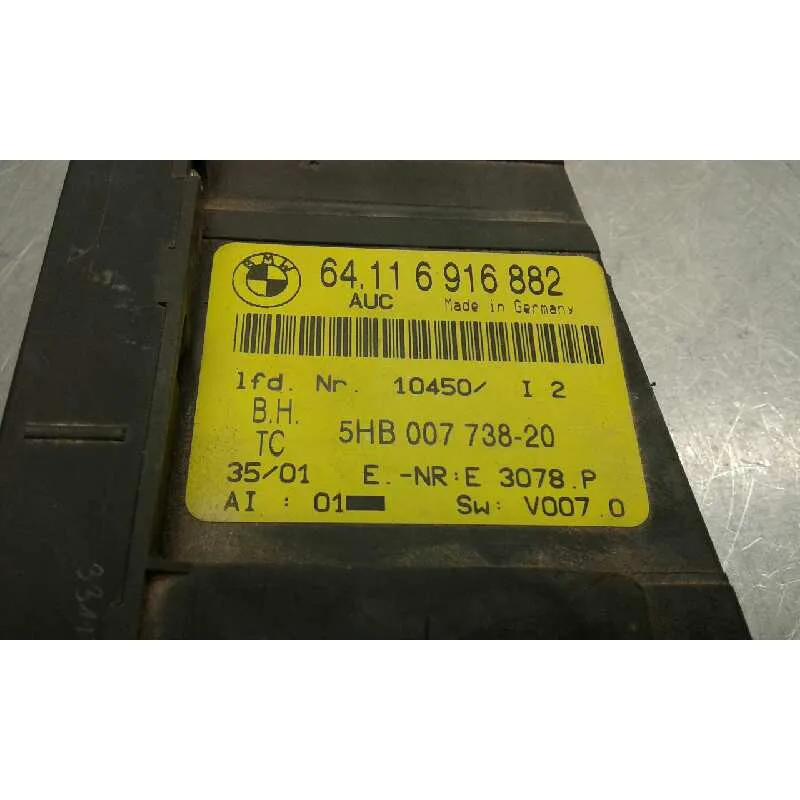 BMW
64.11 6 916 882
AUC Made in Germany
lfd. Nr. 10450/ I 2
B.H.
TC 5HB 007 738-20
35/01 E.-NR:E 3078.P
AI : 01 Sw: V007.0